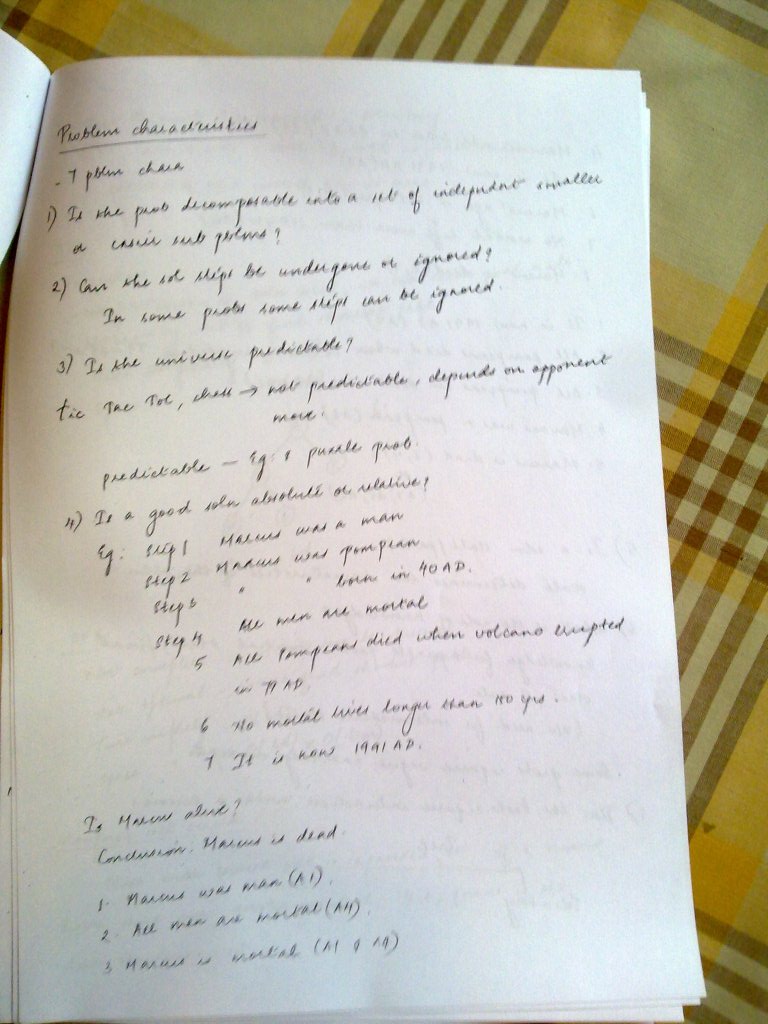 Problem characteristics
- 7 pblm chara
1) Is the prob decomposable into a set of independent smaller
or easier sub pblms?
2) Can the sol steps be undergone or ignored?
In some probs some steps can be ignored.
3) Is the universe predictable?
tic Tac Toe, chess → not predictable, depends on opponent
move.
predictable - Eg: 8 puzzle prob.
4) Is a good soln absolute or relative?
Eg: Step 1 Marcus was a man
Step 2 Marcus was pompean
Step 3 " " born in 40 AD.
Step 4 All men are mortal
5 All Pompeans died when volcano erupted
in 79 AD.
6 No mortal lives longer than 150 yrs.
7 It is now 1991 AD.
Is Marcus alive?
Conclusion: Marcus is dead.
1. Marcus was man (A1).
2. All men are mortal (A4).
3. Marcus is mortal (A1 & A4)